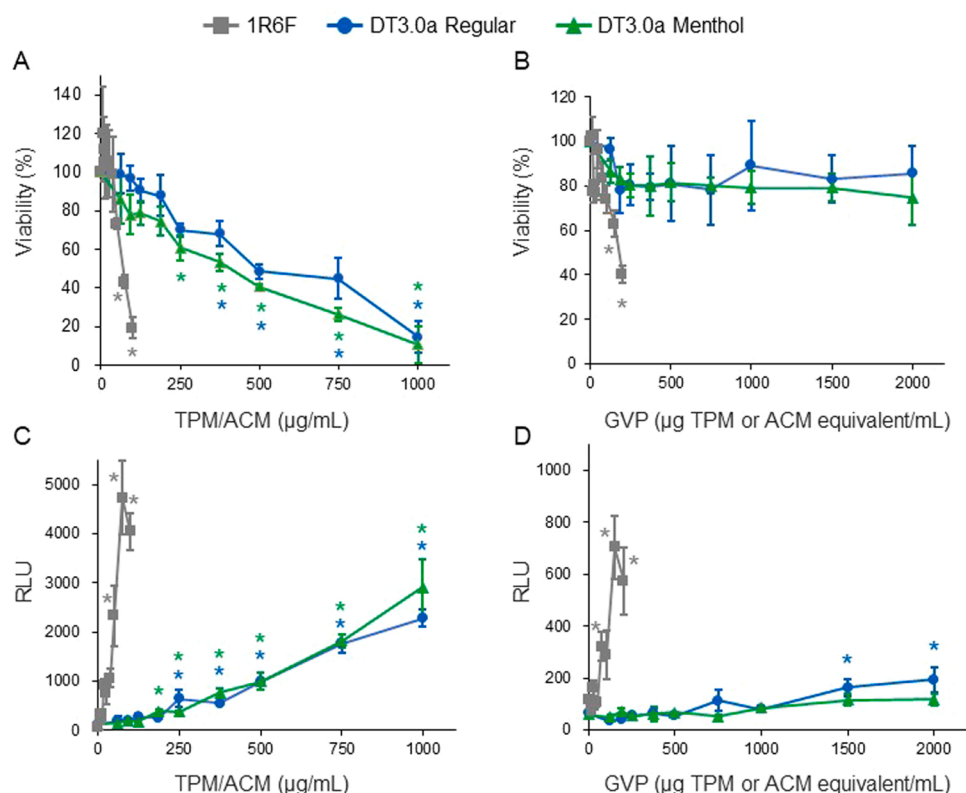 1R6F DT3.0a Regular DT3.0a Menthol
A
140
120
100
80
60
40
20
0
Viability (%)
* * * * * * * * * * *
0 250 500 750 1000
TPM/ACM (µg/mL)
B
120
100
80
60
40
20
0
Viability (%)
* *
0 500 1000 1500 2000
GVP (µg TPM or ACM equivalent/mL)
C
5000
4000
3000
2000
1000
0
RLU
* * * * * * * * * * * * * *
0 250 500 750 1000
TPM/ACM (µg/mL)
D
1000
800
600
400
200
0
RLU
* * * * *
0 500 1000 1500 2000
GVP (µg TPM or ACM equivalent/mL)